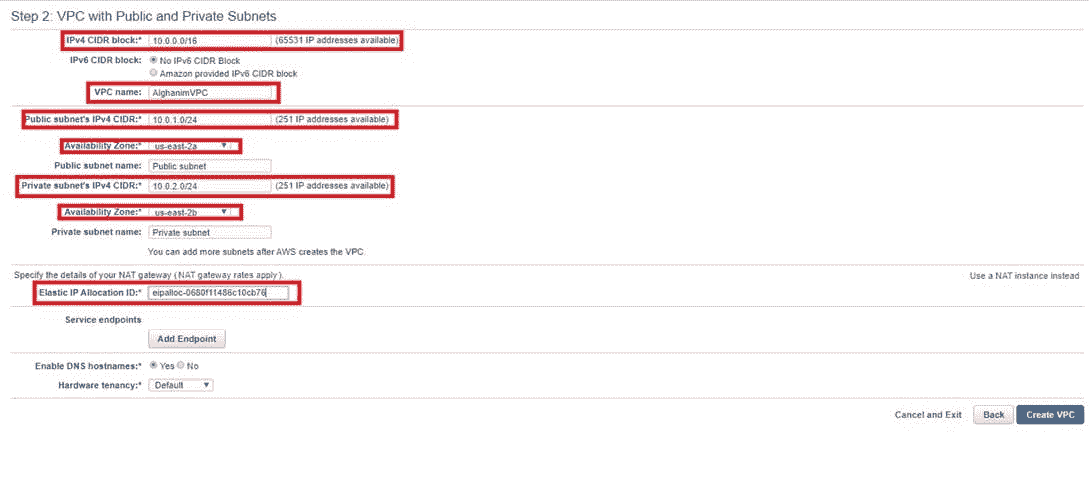 Step 2: VPC with Public and Private Subnets
IPv4 CIDR block:* 10.0.0.0/16 (65531 IP addresses available)
IPv6 CIDR block: No IPv6 CIDR Block
Amazon provided IPv6 CIDR block
VPC name: AlghanimVPC
Public subnet's IPv4 CIDR:* 10.0.1.0/24 (251 IP addresses available)
Availability Zone:* us-east-2a
Public subnet name: Public subnet
Private subnet's IPv4 CIDR:* 10.0.2.0/24 (251 IP addresses available)
Availability Zone:* us-east-2b
Private subnet name: Private subnet
You can add more subnets after AWS creates the VPC.
Specify the details of your NAT gateway (NAT gateway rates apply). Use a NAT instance instead
Elastic IP Allocation ID:* eipalloc-0680f11486c10cb76
Service endpoints
Add Endpoint
Enable DNS hostnames:* Yes No
Hardware tenancy:* Default
Cancel and Exit Back Create VPC